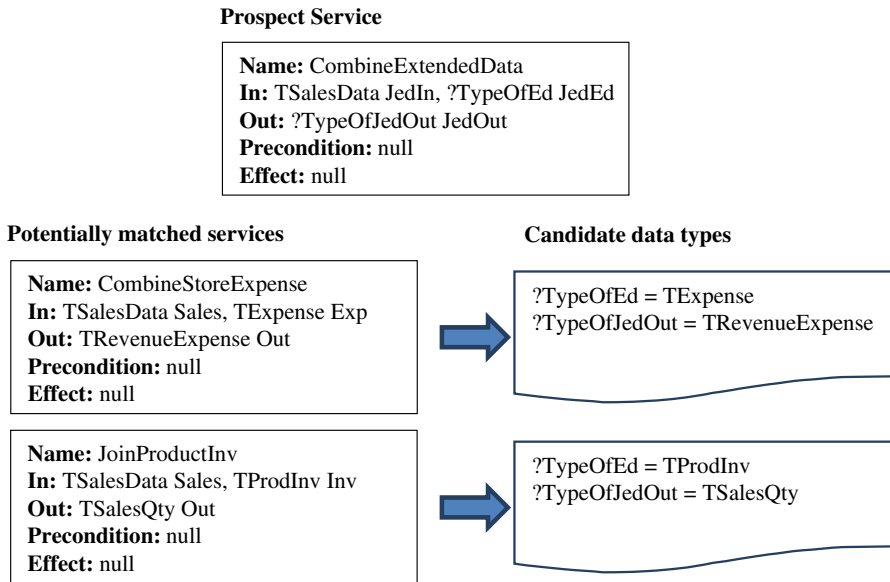 Prospect Service
Name: CombineExtendedData
In: TSalesData JedIn, ?TypeOfEd JedEd
Out: ?TypeOfJedOut JedOut
Precondition: null
Effect: null
Potentially matched services
Candidate data types
Name: CombineStoreExpense
In: TSalesData Sales, TExpense Exp
Out: TRevenueExpense Out
Precondition: null
Effect: null
?TypeOfEd = TExpense
?TypeOfJedOut = TRevenueExpense
Name: JoinProductInv
In: TSalesData Sales, TProdInv Inv
Out: TSalesQty Out
Precondition: null
Effect: null
?TypeOfEd = TProdInv
?TypeOfJedOut = TSalesQty